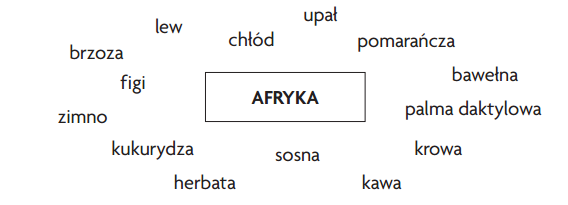 upał
lew
chłód
pomarańcza
brzoza
figi
bawełna
AFRYKA
palma daktylowa
zimno
kukurydza
sosna
krowa
herbata
kawa